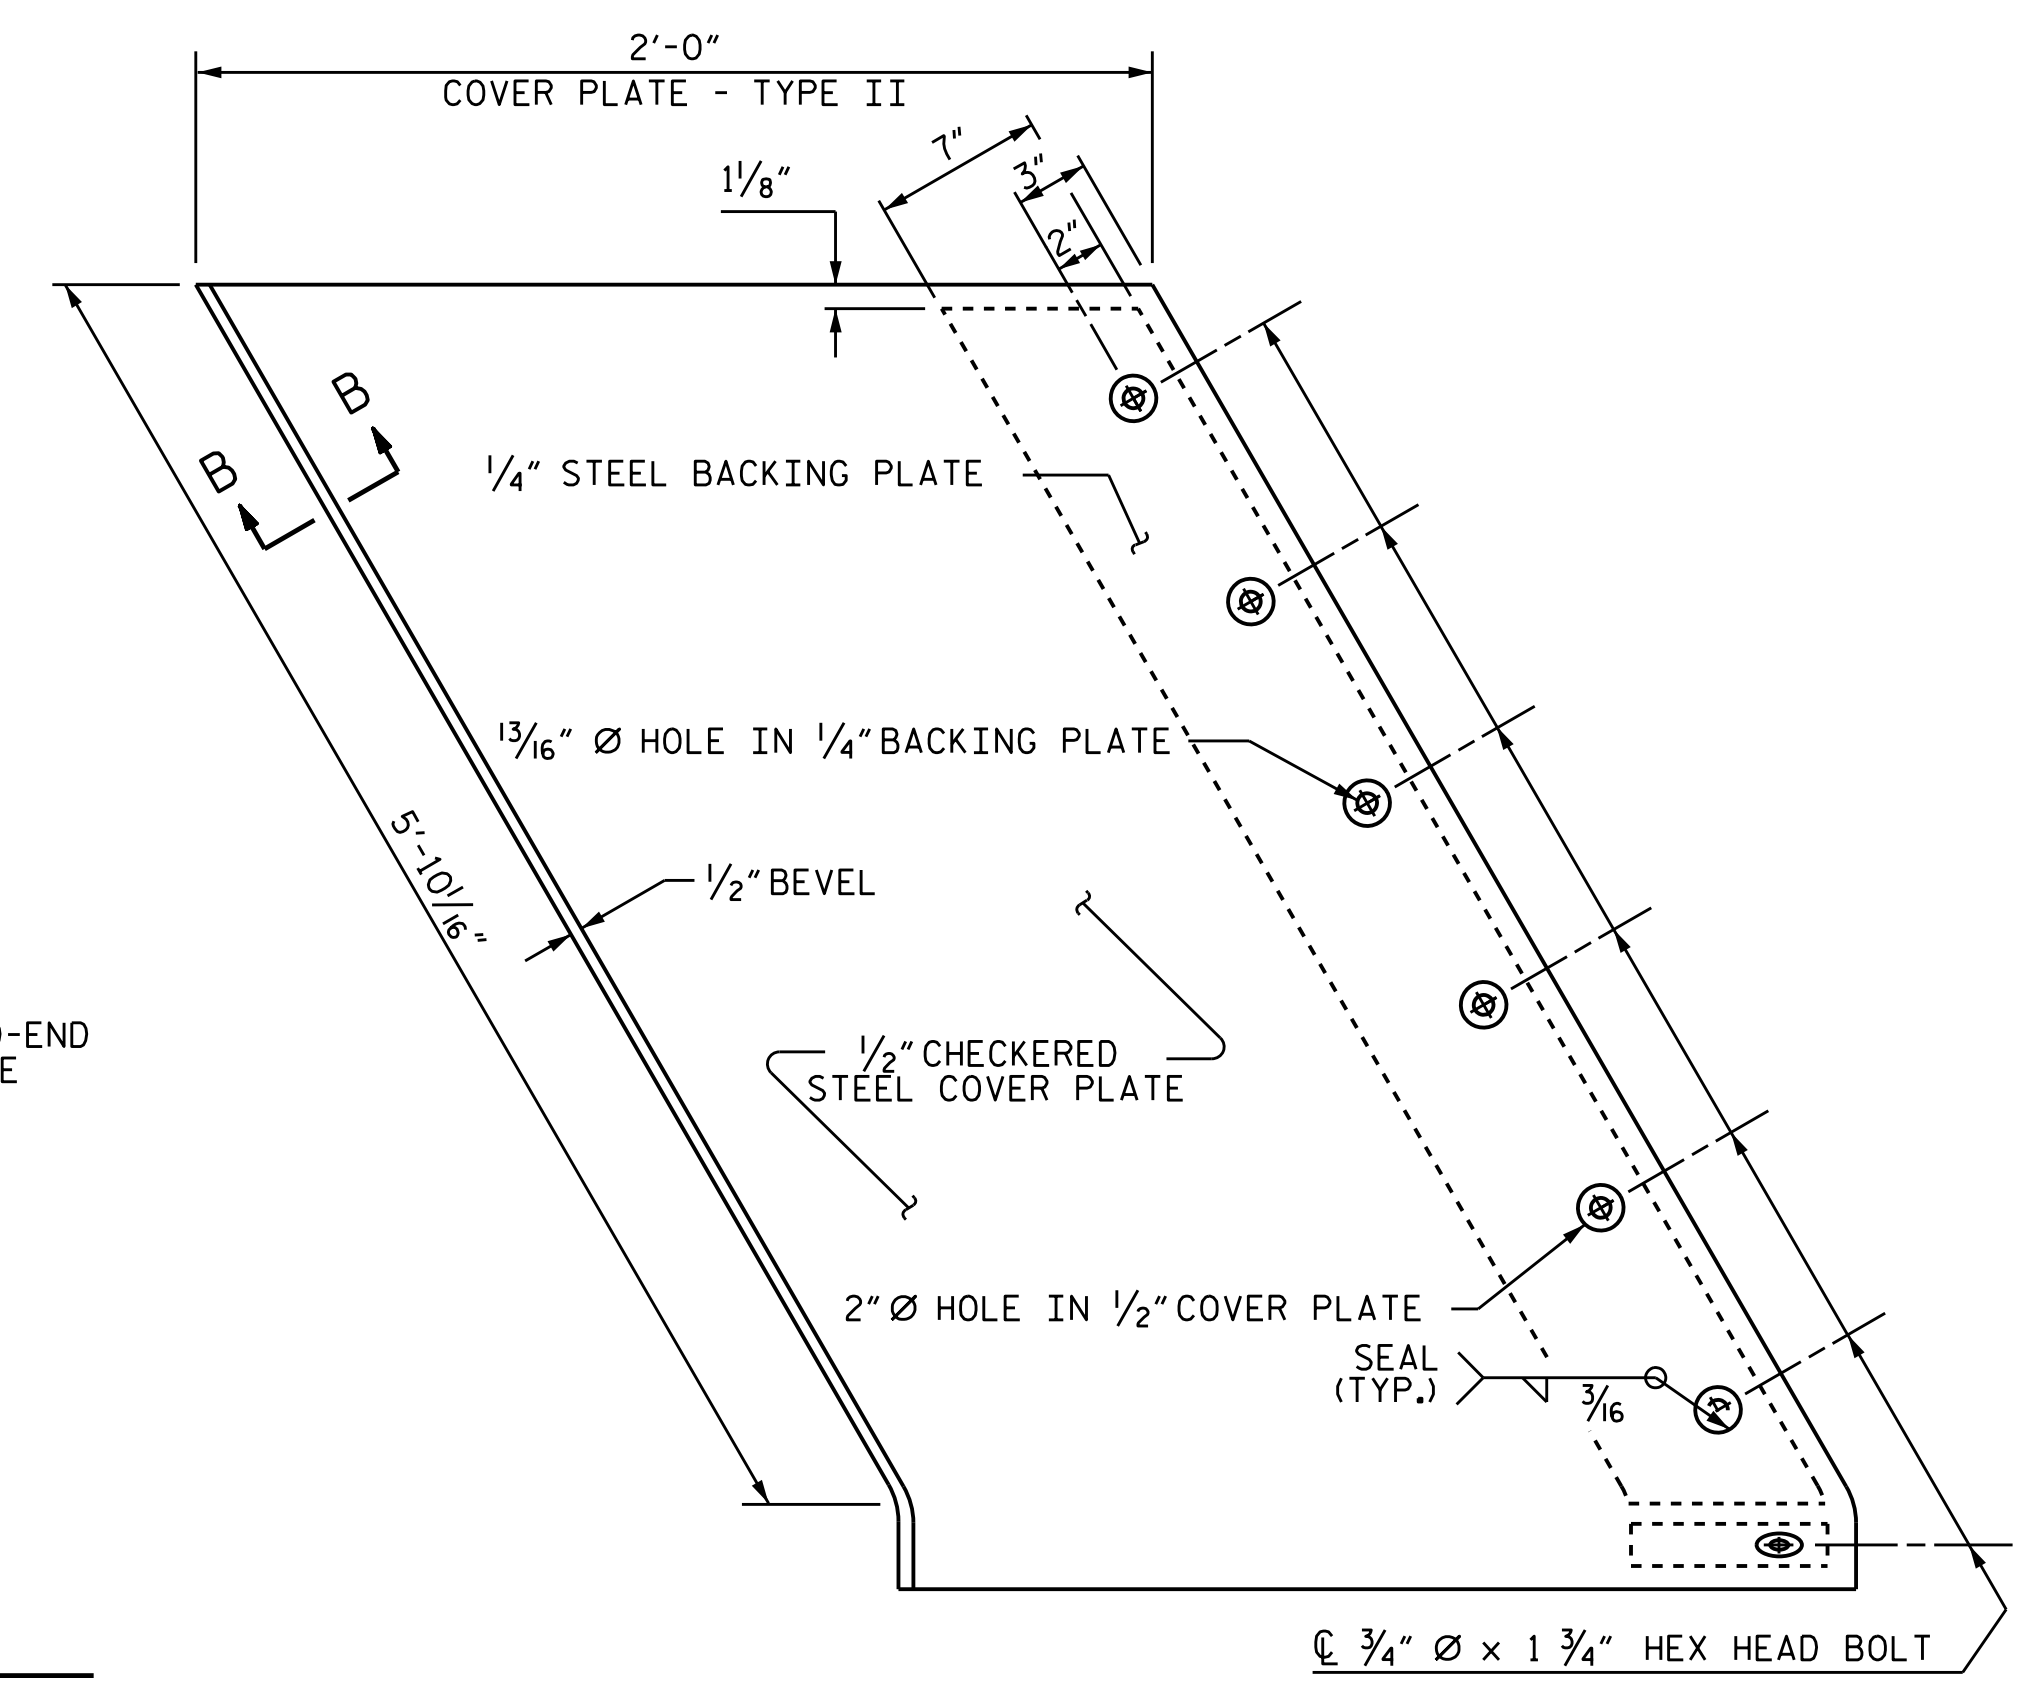 2'-0"
COVER PLATE - TYPE II
7"
3"
1 1/8"
2"
B
B
1/4" STEEL BACKING PLATE
13/16" Ø HOLE IN 1/4" BACKING PLATE
5'-10 1/16"
1/2" BEVEL
-END
E
1/2" CHECKERED
STEEL COVER PLATE
2" Ø HOLE IN 1/2" COVER PLATE
SEAL
(TYP.)
3/16
℄ 3/4" Ø x 1 3/4" HEX HEAD BOLT